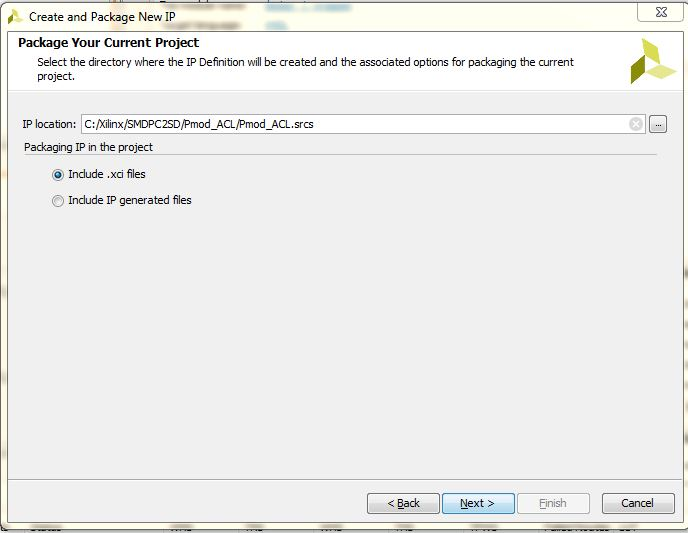 Create and Package New IP
Package Your Current Project
Select the directory where the IP Definition will be created and the associated options for packaging the current
project.
IP location: C:/Xilinx/SMDPC2SD/Pmod_ACL/Pmod_ACL.srcs ...
Packaging IP in the project
Include .xci files
Include IP generated files
< Back Next > Finish Cancel